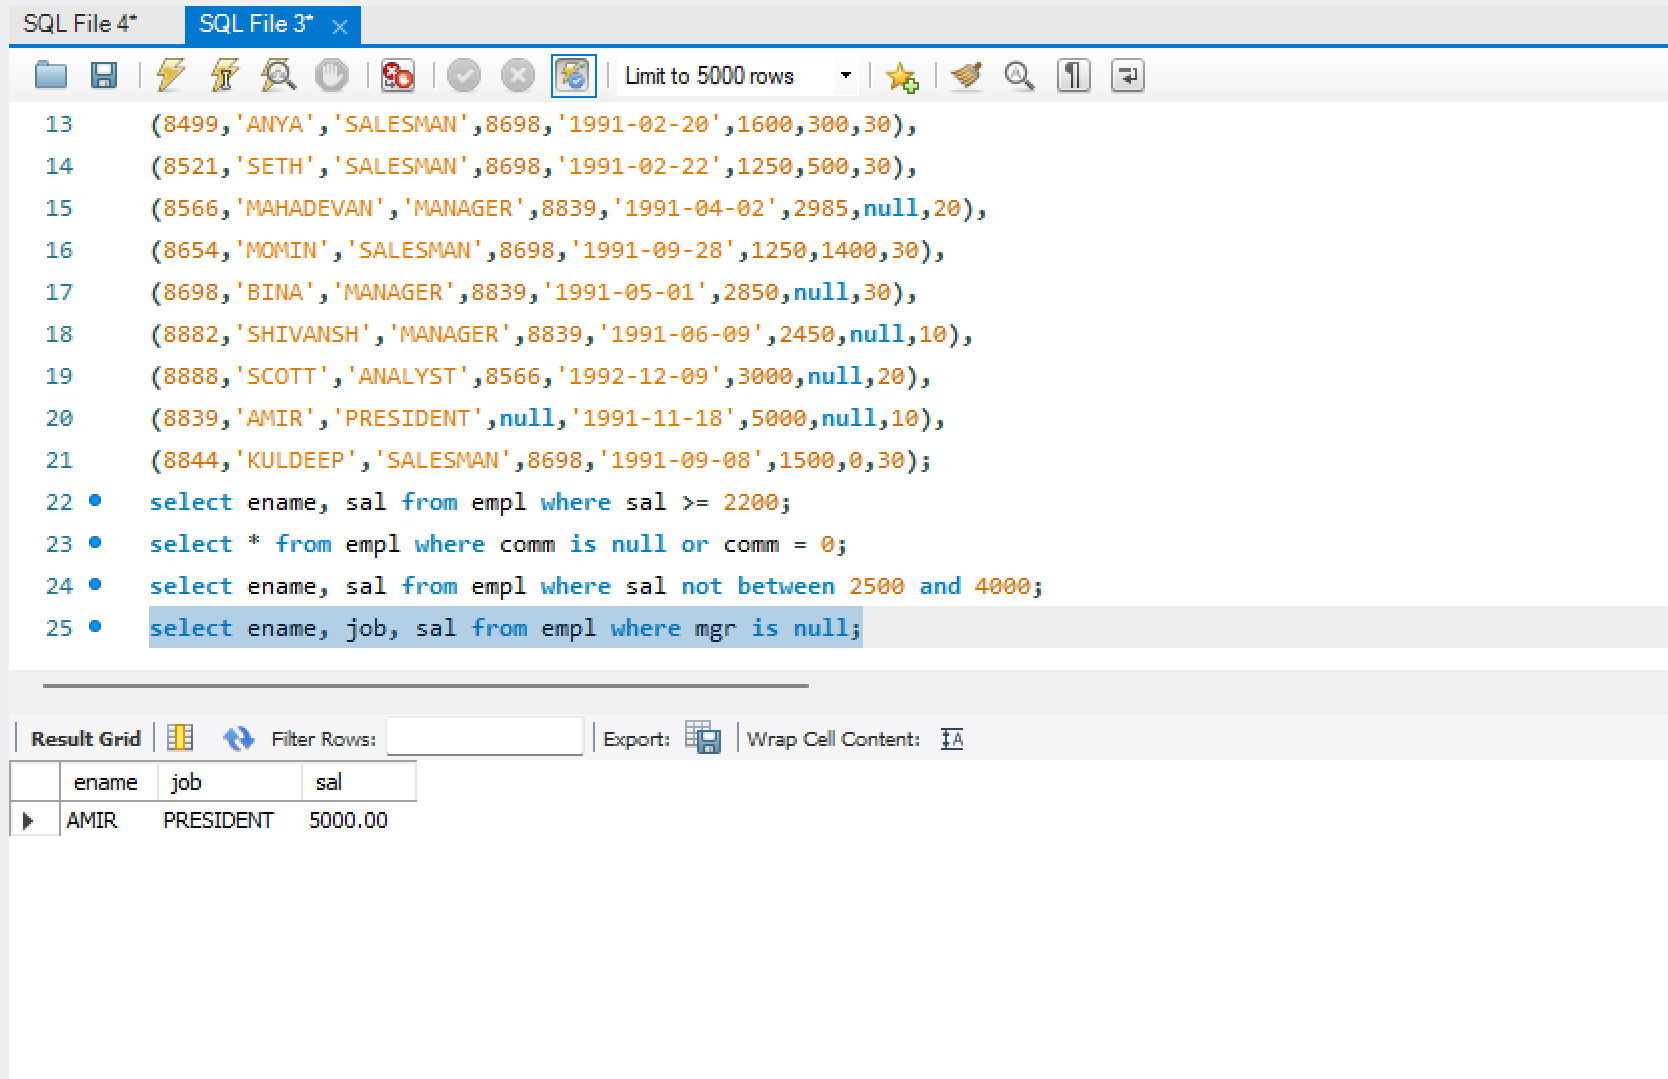 SQL File 4* SQL File 3*
Limit to 5000 rows
13 (8499,'ANYA','SALESMAN',8698,'1991-02-20',1600,300,30),
14 (8521,'SETH','SALESMAN',8698,'1991-02-22',1250,500,30),
15 (8566,'MAHADEVAN','MANAGER',8839,'1991-04-02',2985,null,20),
16 (8654,'MOMIN','SALESMAN',8698,'1991-09-28',1250,1400,30),
17 (8698,'BINA','MANAGER',8839,'1991-05-01',2850,null,30),
18 (8882,'SHIVANSH','MANAGER',8839,'1991-06-09',2450,null,10),
19 (8888,'SCOTT','ANALYST',8566,'1992-12-09',3000,null,20),
20 (8839,'AMIR','PRESIDENT',null,'1991-11-18',5000,null,10),
21 (8844,'KULDEEP','SALESMAN',8698,'1991-09-08',1500,0,30);
22 select ename, sal from empl where sal >= 2200;
23 select * from empl where comm is null or comm = 0;
24 select ename, sal from empl where sal not between 2500 and 4000;
25 select ename, job, sal from empl where mgr is null;
Result Grid Filter Rows: Export: Wrap Cell Content:
ename job sal
AMIR PRESIDENT 5000.00